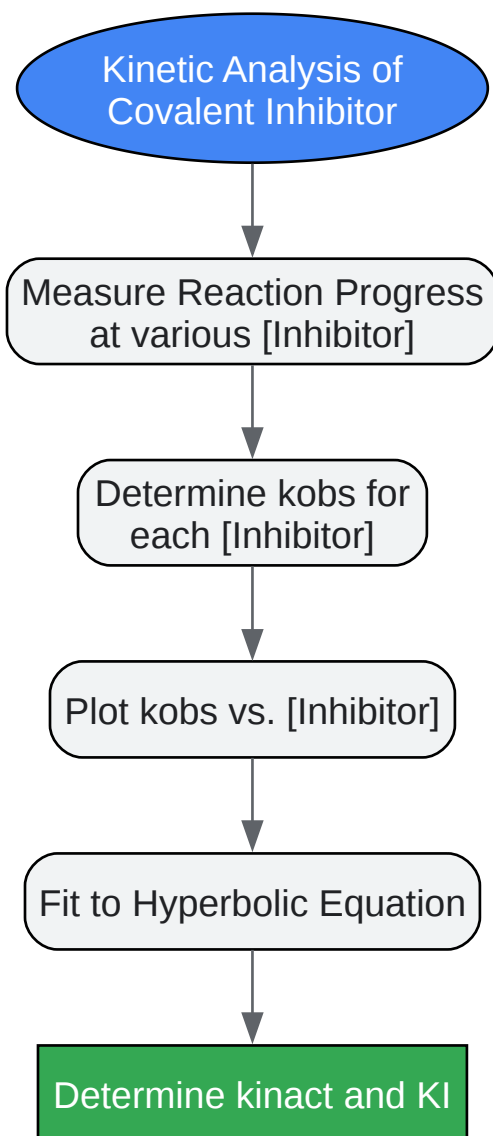 Kinetic Analysis of
Covalent Inhibitor
Measure Reaction Progress
at various [Inhibitor]
Determine kobs for
each [Inhibitor]
Plot kobs vs. [Inhibitor]
Fit to Hyperbolic Equation
Determine kinact and KI